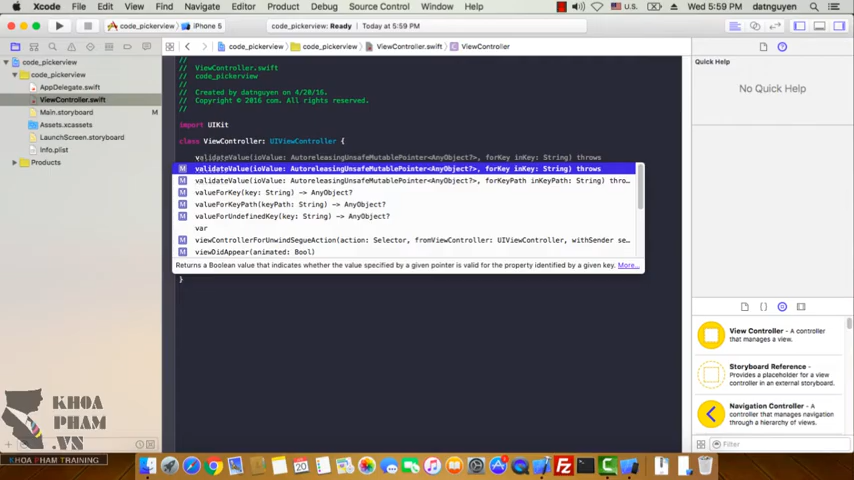 Xcode File Edit View Find Navigate Editor Product Debug Source Control Window Help U.S. Wed 5:59 PM datnguyen
code_pickerview iPhone 5 code_pickerview: Ready Today at 5:59 PM
code_pickerview code_pickerview ViewController.swift ViewController
code_pickerview
code_pickerview
AppDelegate.swift
ViewController.swift
Main.storyboard M
Assets.xcassets
LaunchScreen.storyboard
Info.plist
Products
//
// ViewController.swift
// code_pickerview
//
// Created by datnguyen on 4/20/16.
// Copyright © 2016 com. All rights reserved.
//
import UIKit
class ViewController: UIViewController {
validateValue(ioValue: AutoreleasingUnsafeMutablePointer<AnyObject?>, forKey inKey: String) throws
M validateValue(ioValue: AutoreleasingUnsafeMutablePointer<AnyObject?>, forKey inKey: String) throws
M validateValue(ioValue: AutoreleasingUnsafeMutablePointer<AnyObject?>, forKeyPath inKeyPath: String) thro…
M valueForKey(key: String) -> AnyObject?
M valueForKeyPath(keyPath: String) -> AnyObject?
M valueForUndefinedKey(key: String) -> AnyObject?
var
M viewControllerForUnwindSegueAction(action: Selector, fromViewController: UIViewController, withSender se…
M viewDidAppear(animated: Bool)
Returns a Boolean value that indicates whether the value specified by a given pointer is valid for the property identified by a given key. More...
}
Quick Help
No Quick Help
View Controller - A controller
that manages a view.
Storyboard Reference -
Provides a placeholder for a
view controller in an external
storyboard.
Navigation Controller - A
controller that manages navigation
through a hierarchy of views.
Filter
KHOA
PHAM
.VN
KHOA PHAM TRAINING
20